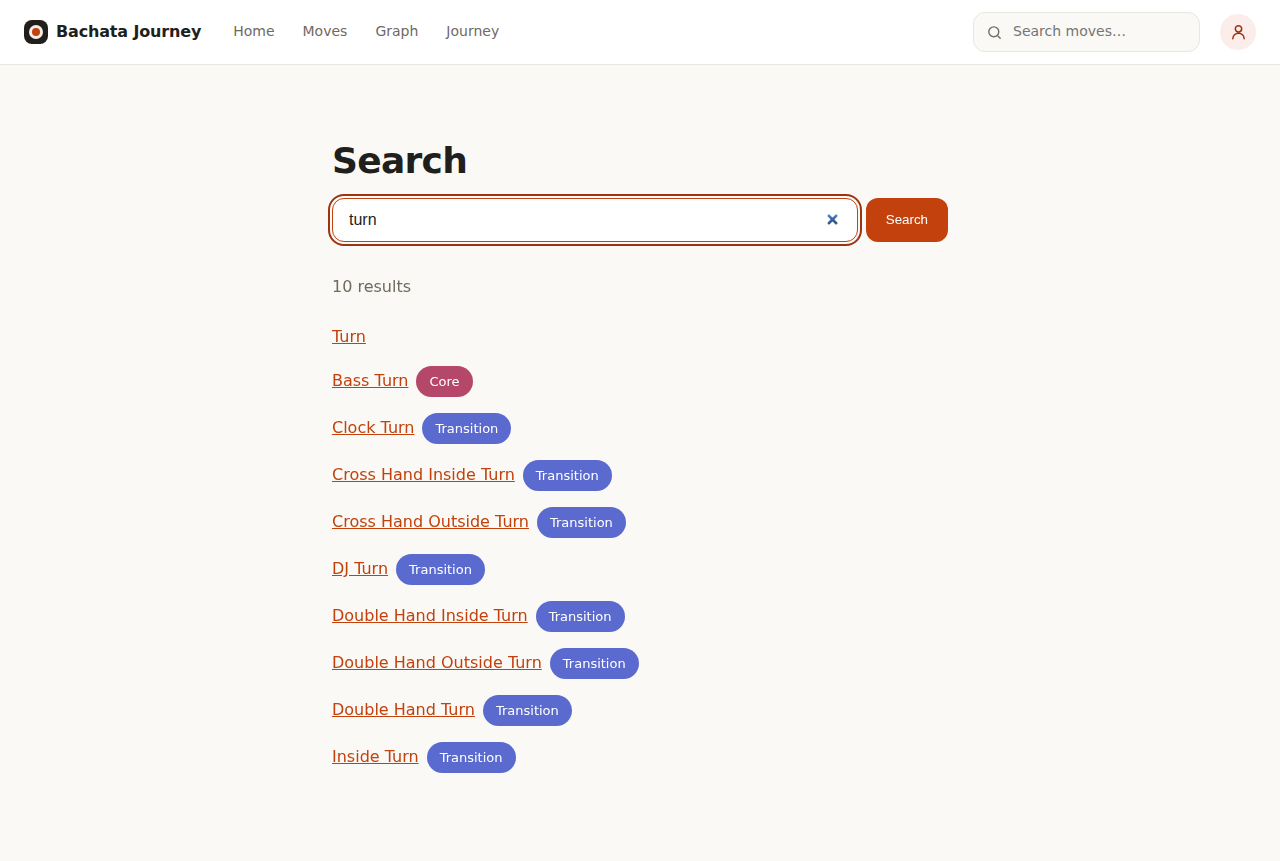 Bachata Journey Home Moves Graph Journey Search moves...
Search
turn Search
10 results
Turn
Bass Turn Core
Clock Turn Transition
Cross Hand Inside Turn Transition
Cross Hand Outside Turn Transition
DJ Turn Transition
Double Hand Inside Turn Transition
Double Hand Outside Turn Transition
Double Hand Turn Transition
Inside Turn Transition